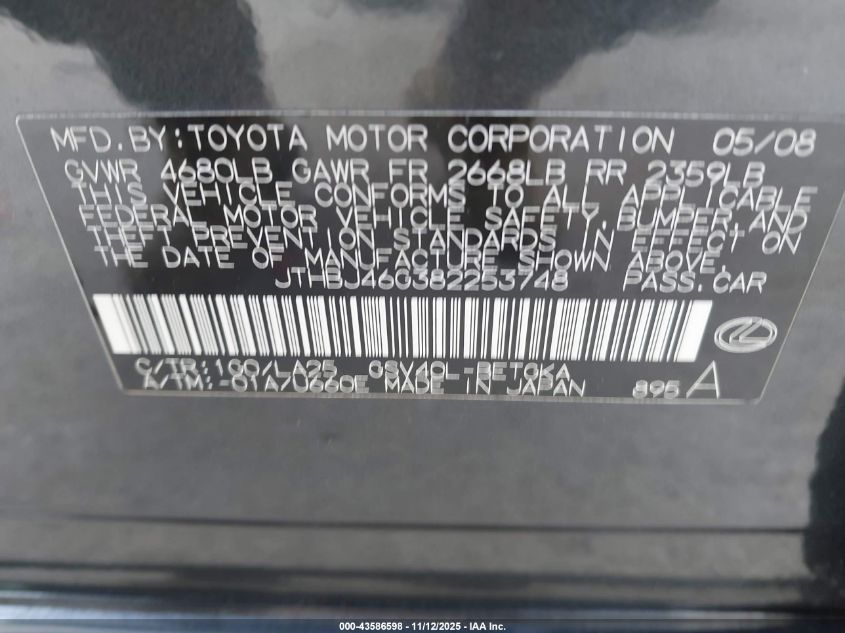 MFD.BY:TOYOTA MOTOR CORPORATION 05/08
GVWR 4680LB GAWR FR 2668LB RR 2359LB
THIS VEHICLE CONFORMS TO ALL APPLICABLE
FEDERAL MOTOR VEHICLE SAFETY,BUMPER,AND
THEFT PREVENTION STANDARDS IN EFFECT ON
THE DATE OF MANUFACTURE SHOWN ABOVE.
JTHBJ46G382253748 PASS.CAR
C/TR:1G0/LA25 GSV40L-BETGKA
A/TM:-01A/U660E MADE IN JAPAN 895 A
000-43586598 - 11/12/2025 - IAA Inc.